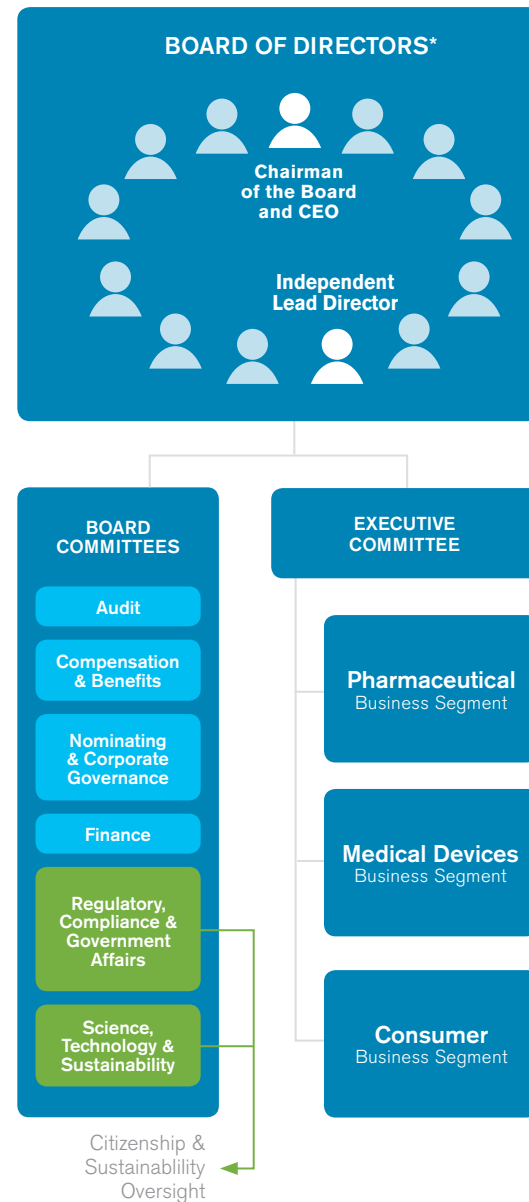 BOARD OF DIRECTORS*
Chairman
of the Board
and CEO
Independent
Lead Director
BOARD
COMMITTEES
Audit
Compensation
& Benefits
Nominating
& Corporate
Governance
Finance
Regulatory,
Compliance &
Government
Affairs
Science,
Technology &
Sustainability
Citizenship &
Sustainablility
Oversight
EXECUTIVE
COMMITTEE
Pharmaceutical
Business Segment
Medical Devices
Business Segment
Consumer
Business Segment